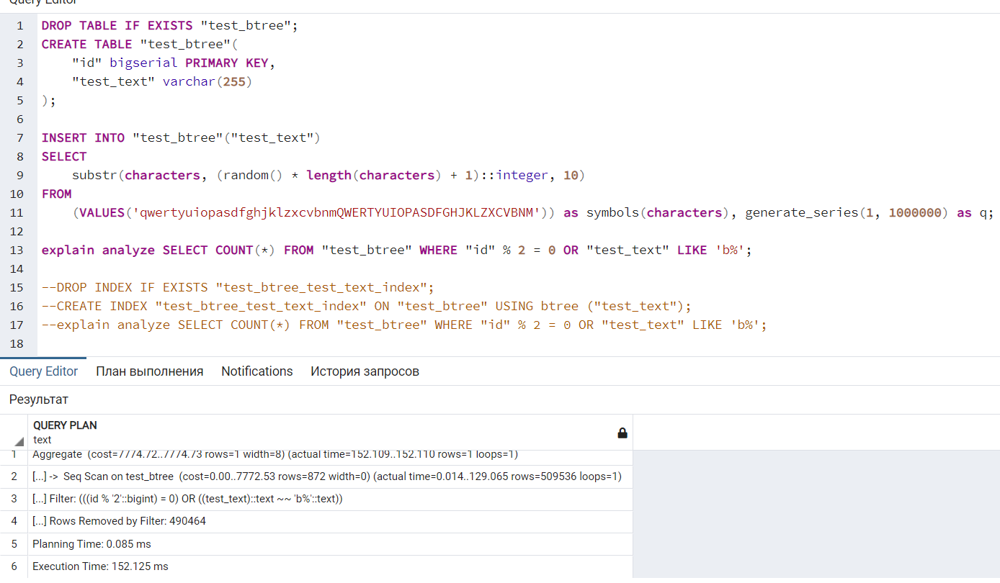 Query Editor
1 DROP TABLE IF EXISTS "test_btree";
2 CREATE TABLE "test_btree"(
3 "id" bigserial PRIMARY KEY,
4 "test_text" varchar(255)
5 );
6
7 INSERT INTO "test_btree"("test_text")
8 SELECT
9 substr(characters, (random() * length(characters) + 1)::integer, 10)
10 FROM
11 (VALUES('qwertyuiopasdfghjklzxcvbnmQWERTYUIOPASDFGHJKLZXCVBNM')) as symbols(characters), generate_series(1, 1000000) as q;
12
13 explain analyze SELECT COUNT(*) FROM "test_btree" WHERE "id" % 2 = 0 OR "test_text" LIKE 'b%';
14
15 --DROP INDEX IF EXISTS "test_btree_test_text_index";
16 --CREATE INDEX "test_btree_test_text_index" ON "test_btree" USING btree ("test_text");
17 --explain analyze SELECT COUNT(*) FROM "test_btree" WHERE "id" % 2 = 0 OR "test_text" LIKE 'b%';
18
Query Editor План выполнения Notifications История запросов
Результат
QUERY PLAN
text
1 Aggregate (cost=7774.72..7774.73 rows=1 width=8) (actual time=152.109..152.110 rows=1 loops=1)
2 [...] -> Seq Scan on test_btree (cost=0.00..7772.53 rows=872 width=0) (actual time=0.014..129.065 rows=509536 loops=1)
3 [...] Filter: (((id % '2'::bigint) = 0) OR ((test_text)::text ~~ 'b%'::text))
4 [...] Rows Removed by Filter: 490464
5 Planning Time: 0.085 ms
6 Execution Time: 152.125 ms